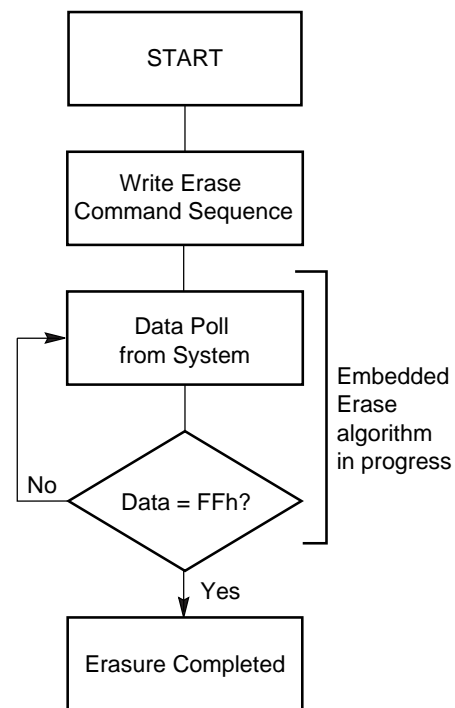 START
Write Erase
Command Sequence
Data Poll
from System
Embedded
Erase
algorithm
in progress
No
Data = FFh?
Yes
Erasure Completed